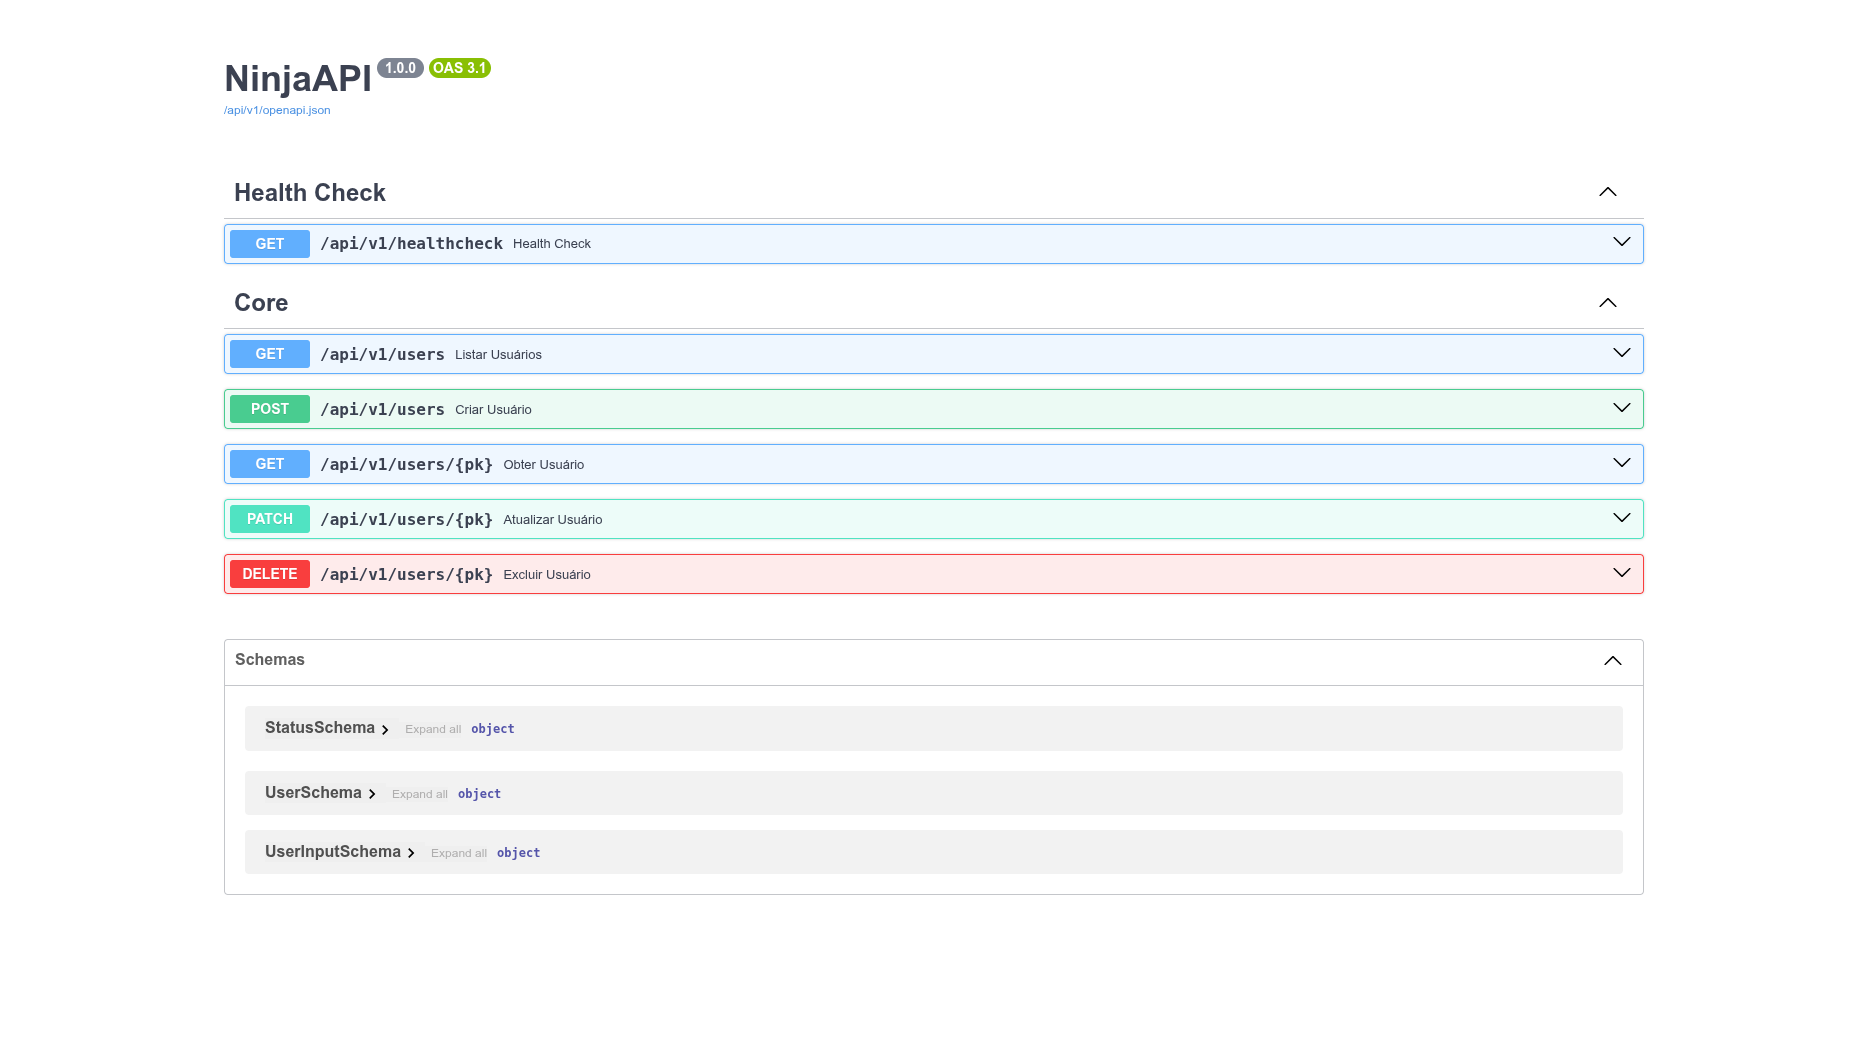 NinjaAPI 1.0.0 OAS 3.1
/api/v1/openapi.json
Health Check
GET /api/v1/healthcheck Health Check
Core
GET /api/v1/users Listar Usuários
POST /api/v1/users Criar Usuário
GET /api/v1/users/{pk} Obter Usuário
PATCH /api/v1/users/{pk} Atualizar Usuário
DELETE /api/v1/users/{pk} Excluir Usuário
Schemas
StatusSchema Expand all object
UserSchema Expand all object
UserInputSchema Expand all object